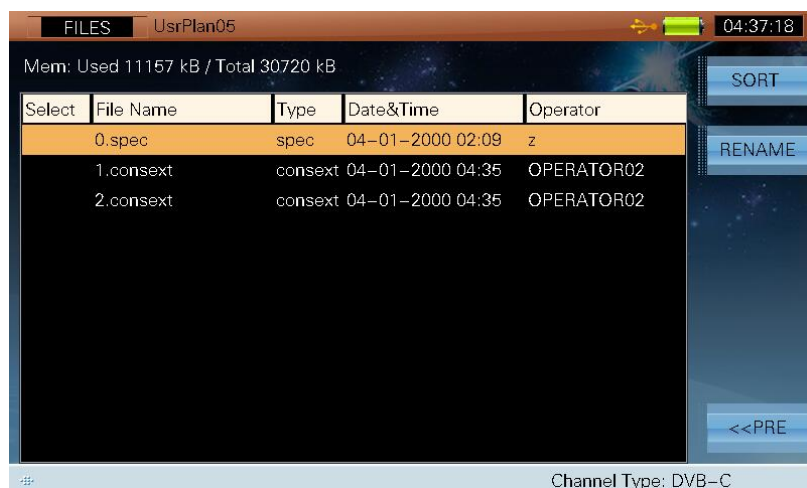 FILES UsrPlan05 04:37:18
Mem: Used 11157 kB / Total 30720 kB
SORT
Select File Name Type Date&Time Operator
0.spec spec 04-01-2000 02:09 z
RENAME
1.consext consext 04-01-2000 04:35 OPERATOR02
2.consext consext 04-01-2000 04:35 OPERATOR02
<<PRE
Channel Type: DVB-C